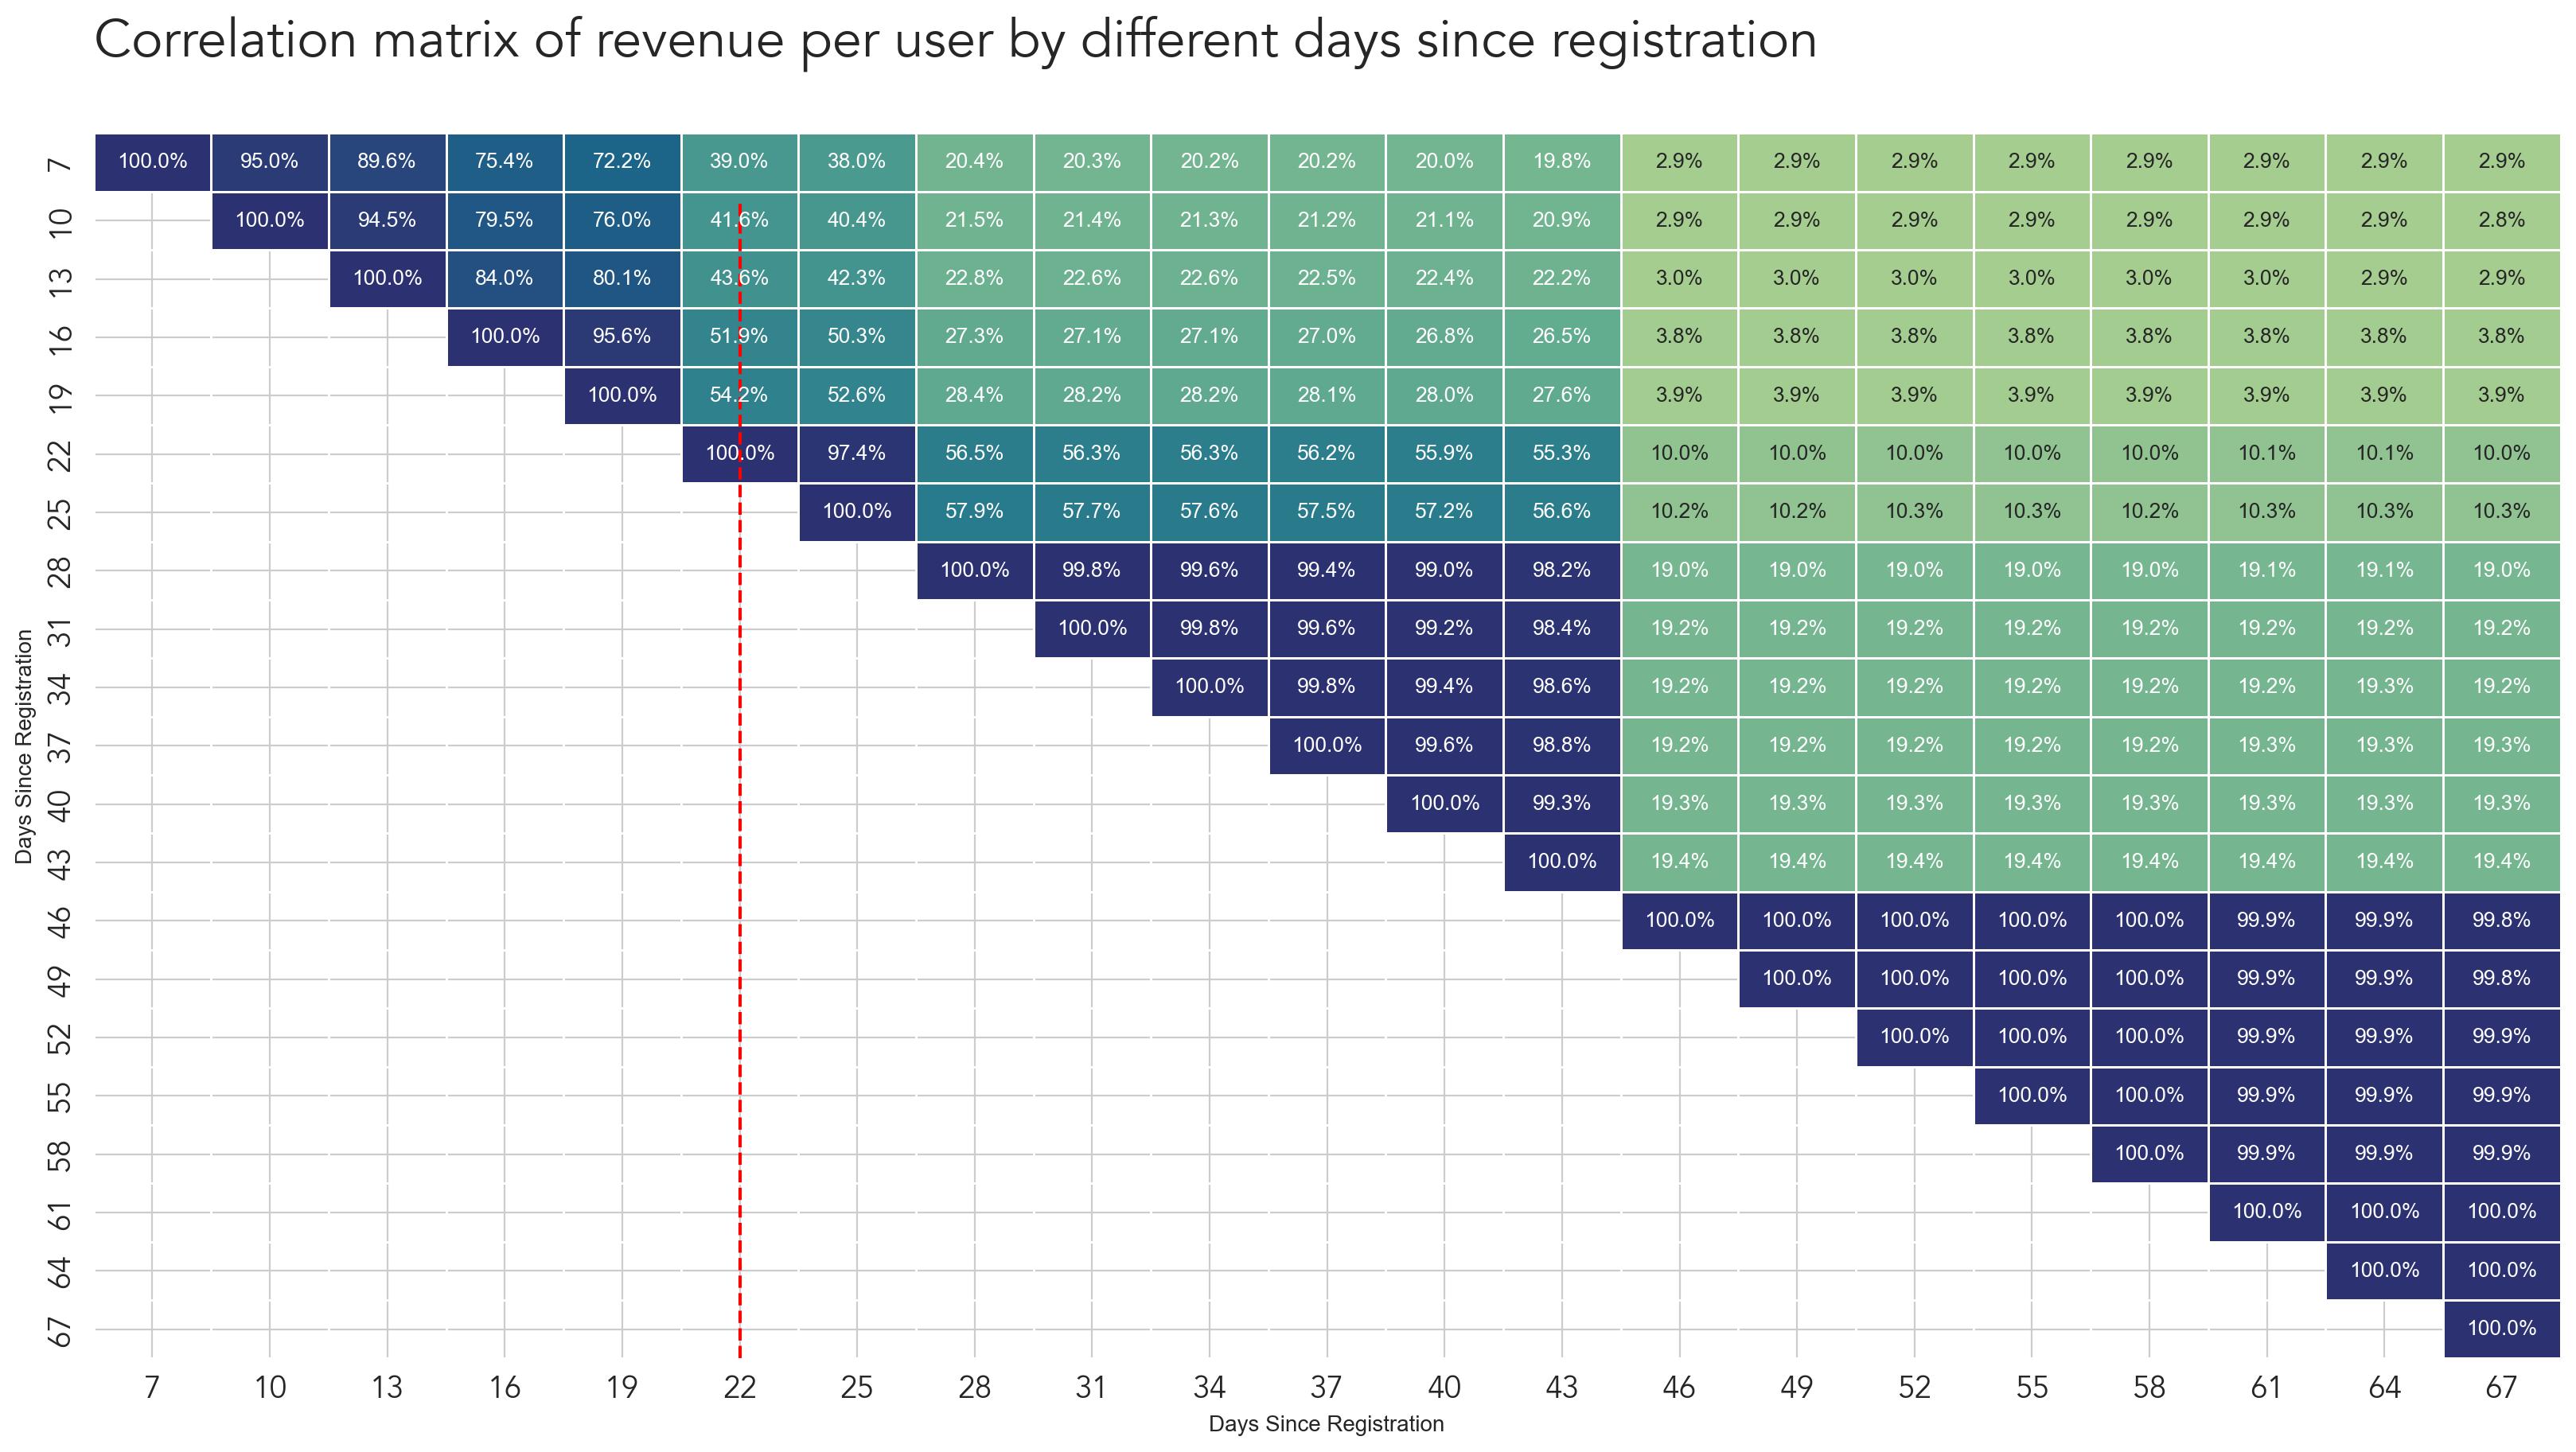 Correlation matrix of revenue per user by different days since registration
7 100.0% 95.0% 89.6% 75.4% 72.2% 39.0% 38.0% 20.4% 20.3% 20.2% 20.2% 20.0% 19.8% 2.9% 2.9% 2.9% 2.9% 2.9% 2.9% 2.9% 2.9%
10 100.0% 94.5% 79.5% 76.0% 41.6% 40.4% 21.5% 21.4% 21.3% 21.2% 21.1% 20.9% 2.9% 2.9% 2.9% 2.9% 2.9% 2.9% 2.9% 2.8%
13 100.0% 84.0% 80.1% 43.6% 42.3% 22.8% 22.6% 22.6% 22.5% 22.4% 22.2% 3.0% 3.0% 3.0% 3.0% 3.0% 3.0% 2.9% 2.9%
16 100.0% 95.6% 51.9% 50.3% 27.3% 27.1% 27.1% 27.0% 26.8% 26.5% 3.8% 3.8% 3.8% 3.8% 3.8% 3.8% 3.8% 3.8%
19 100.0% 54.2% 52.6% 28.4% 28.2% 28.2% 28.1% 28.0% 27.6% 3.9% 3.9% 3.9% 3.9% 3.9% 3.9% 3.9% 3.9%
22 100.0% 97.4% 56.5% 56.3% 56.3% 56.2% 55.9% 55.3% 10.0% 10.0% 10.0% 10.0% 10.0% 10.1% 10.1% 10.0%
25 100.0% 57.9% 57.7% 57.6% 57.5% 57.2% 56.6% 10.2% 10.2% 10.3% 10.3% 10.2% 10.3% 10.3% 10.3%
28 100.0% 99.8% 99.6% 99.4% 99.0% 98.2% 19.0% 19.0% 19.0% 19.0% 19.0% 19.1% 19.1% 19.0%
31 100.0% 99.8% 99.6% 99.2% 98.4% 19.2% 19.2% 19.2% 19.2% 19.2% 19.2% 19.2% 19.2%
34 100.0% 99.8% 99.4% 98.6% 19.2% 19.2% 19.2% 19.2% 19.2% 19.2% 19.3% 19.2%
37 100.0% 99.6% 98.8% 19.2% 19.2% 19.2% 19.2% 19.2% 19.3% 19.3% 19.3%
40 100.0% 99.3% 19.3% 19.3% 19.3% 19.3% 19.3% 19.3% 19.3% 19.3%
43 100.0% 19.4% 19.4% 19.4% 19.4% 19.4% 19.4% 19.4% 19.4%
46 100.0% 100.0% 100.0% 100.0% 100.0% 99.9% 99.9% 99.8%
49 100.0% 100.0% 100.0% 100.0% 99.9% 99.9% 99.8%
52 100.0% 100.0% 100.0% 99.9% 99.9% 99.9%
55 100.0% 100.0% 99.9% 99.9% 99.9%
58 100.0% 99.9% 99.9% 99.9%
61 100.0% 100.0% 100.0%
64 100.0% 100.0%
67 100.0%
Days Since Registration
7 10 13 16 19 22 25 28 31 34 37 40 43 46 49 52 55 58 61 64 67
Days Since Registration